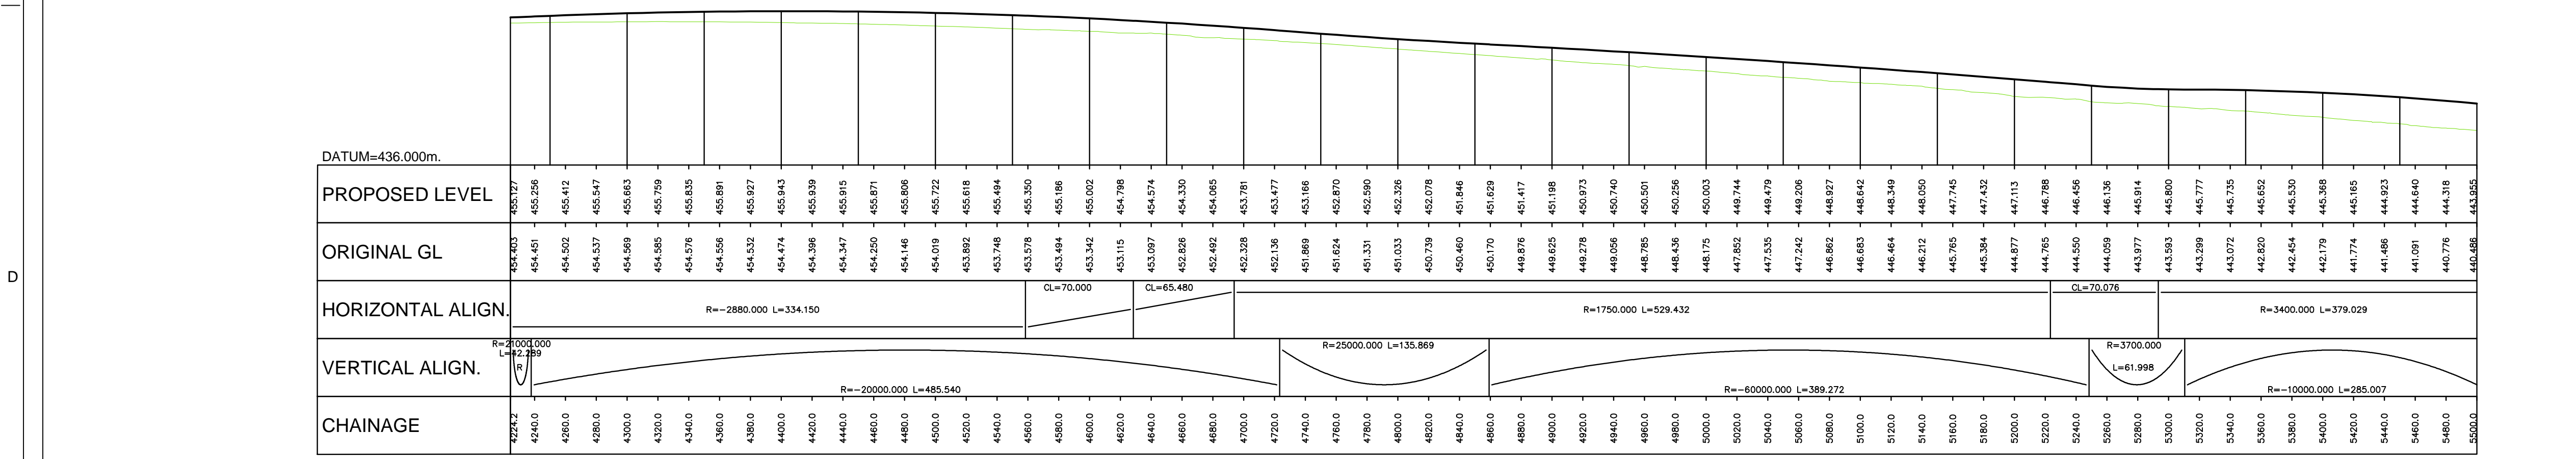 DATUM=436.000m.
PROPOSED LEVEL 455.127 455.256 455.412 455.547 455.663 455.759 455.835 455.891 455.927 455.943 455.939 455.915 455.871 455.806 455.722 455.618 455.494 455.350 455.186 455.002 454.798 454.574 454.330 454.065 453.781 453.477 453.166 452.870 452.590 452.326 452.078 451.846 451.629 451.417 451.198 450.973 450.740 450.501 450.256 450.003 449.744 449.479 449.206 448.927 448.642 448.349 448.050 447.745 447.432 447.113 446.788 446.456 446.136 445.914 445.800 445.777 445.735 445.652 445.530 445.368 445.165 444.923 444.640 444.318 443.955
ORIGINAL GL 454.403 454.451 454.502 454.537 454.569 454.585 454.576 454.556 454.532 454.474 454.396 454.347 454.250 454.146 454.019 453.892 453.748 453.578 453.494 453.342 453.115 453.097 452.826 452.492 452.328 452.136 451.869 451.624 451.331 451.033 450.739 450.460 450.170 449.876 449.625 449.278 449.056 448.785 448.436 448.175 447.852 447.535 447.242 446.862 446.683 446.464 446.212 445.765 445.384 444.877 444.765 444.550 444.059 443.977 443.593 443.299 443.072 442.820 442.454 442.179 441.774 441.486 441.091 440.776 440.486
D
CL=70.000 CL=65.480 CL=70.076
HORIZONTAL ALIGN. R=-2880.000 L=334.150 R=1750.000 L=529.432 R=3400.000 L=379.029
R=21000.000 R=25000.000 L=135.869 R=3700.000
L=42.289
VERTICAL ALIGN. R L=61.998
R=-20000.000 L=485.540 R=-60000.000 L=389.272 R=-10000.000 L=285.007
CHAINAGE 4224.2 4240.0 4260.0 4280.0 4300.0 4320.0 4340.0 4360.0 4380.0 4400.0 4420.0 4440.0 4460.0 4480.0 4500.0 4520.0 4540.0 4560.0 4580.0 4600.0 4620.0 4640.0 4660.0 4680.0 4700.0 4720.0 4740.0 4760.0 4780.0 4800.0 4820.0 4840.0 4860.0 4880.0 4900.0 4920.0 4940.0 4960.0 4980.0 5000.0 5020.0 5040.0 5060.0 5080.0 5100.0 5120.0 5140.0 5160.0 5180.0 5200.0 5220.0 5240.0 5260.0 5280.0 5300.0 5320.0 5340.0 5360.0 5380.0 5400.0 5420.0 5440.0 5460.0 5480.0 5500.0